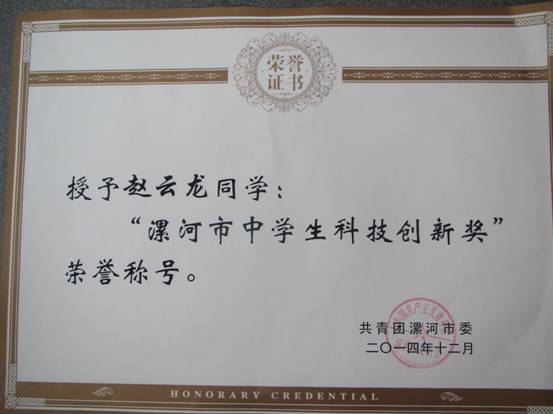 荣誉
证书
授予赵云龙同学：
“漯河市中学生科技创新奖”
荣誉称号。
共青团漯河市委
二〇一四年十二月
HONORARY CREDENTIAL